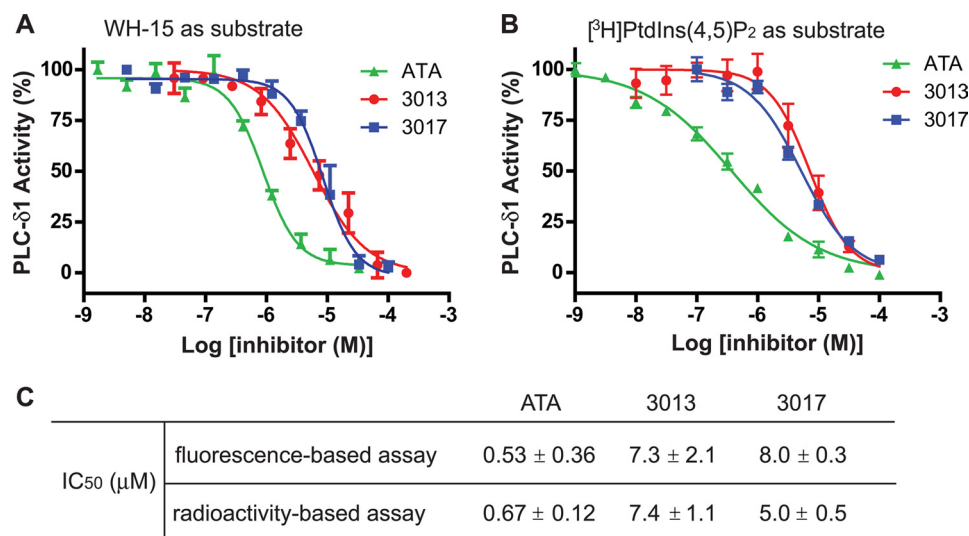 A
WH-15 as substrate
PLC-δ1 Activity (%)
100
75
50
25
0
ATA
3013
3017
-9 -8 -7 -6 -5 -4 -3
Log [inhibitor (M)]
B
[³H]PtdIns(4,5)P₂ as substrate
PLC-δ1 Activity (%)
100
75
50
25
0
ATA
3013
3017
-9 -8 -7 -6 -5 -4 -3
Log [inhibitor (M)]
C
ATA 3013 3017
IC₅₀ (μM)
fluorescence-based assay 0.53 ± 0.36 7.3 ± 2.1 8.0 ± 0.3
radioactivity-based assay 0.67 ± 0.12 7.4 ± 1.1 5.0 ± 0.5